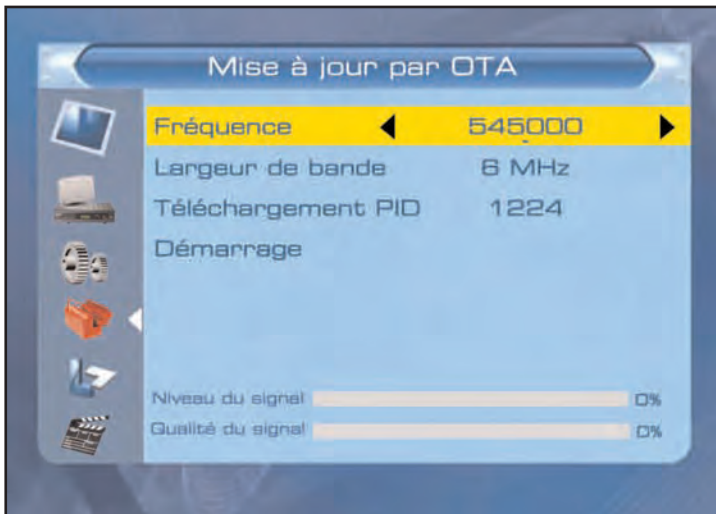 Mise à jour par OTA
Fréquence 545000
Largeur de bande 6 MHz
Téléchargement PID 1224
Démarrage
Niveau du signal 0%
Qualité du signal 0%